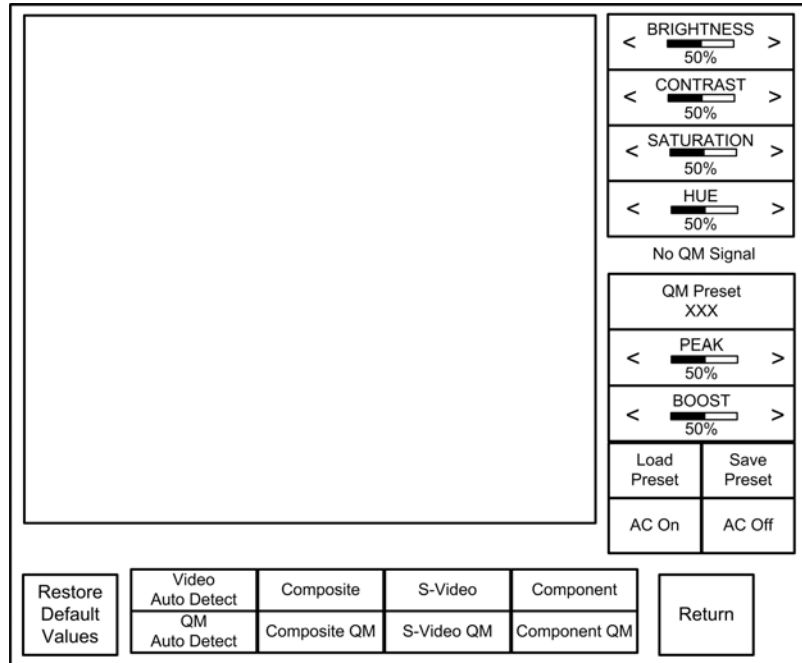 < BRIGHTNESS >
50%
< CONTRAST >
50%
< SATURATION >
50%
< HUE >
50%
No QM Signal
QM Preset
XXX
< PEAK >
50%
< BOOST >
50%
Load
Preset
Save
Preset
AC On
AC Off
Restore
Default
Values
Video
Auto Detect
Composite
S-Video
Component
QM
Auto Detect
Composite QM
S-Video QM
Component QM
Return